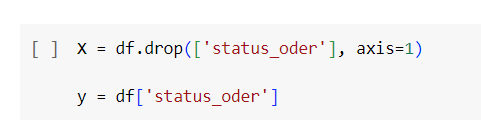 [ ] X = df.drop(['status_oder'], axis=1)
y = df['status_oder']